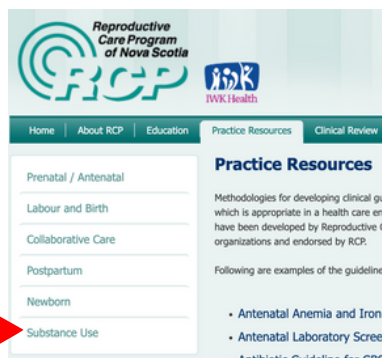 Reproductive
Care Program
of Nova Scotia
RCP
IWK
IWK Health
Home
About RCP
Education
Practice Resources
Clinical Review
Prenatal / Antenatal
Labour and Birth
Collaborative Care
Postpartum
Newborn
Substance Use
Practice Resources
Methodologies for developing clinical gu
which is appropriate in a health care en
have been developed by Reproductive C
organizations and endorsed by RCP.
Following are examples of the guideline
Antenatal Anemia and Iron
Antenatal Laboratory Scree